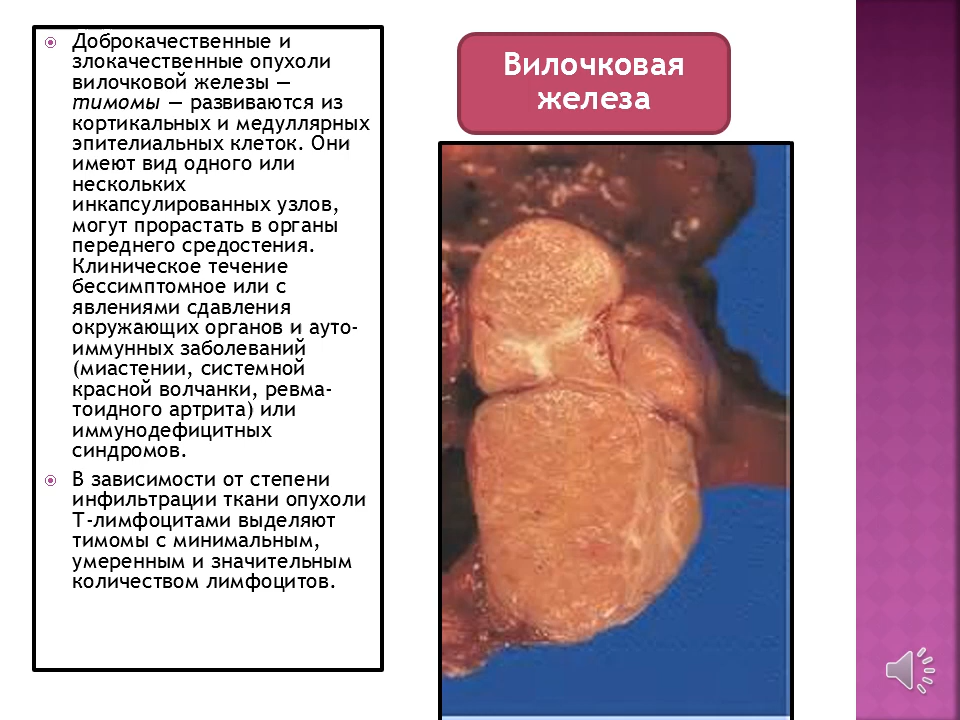 Доброкачественные и
злокачественные опухоли
вилочковой железы —
тимомы — развиваются из
кортикальных и медуллярных
эпителиальных клеток. Они
имеют вид одного или
нескольких
инкапсулированных узлов,
могут прорастать в органы
переднего средостения.
Клиническое течение
бессимптомное или с
явлениями сдавления
окружающих органов и ауто-
иммунных заболеваний
(миастении, системной
красной волчанки, ревма-
тоидного артрита) или
иммунодефицитных
синдромов.
В зависимости от степени
инфильтрации ткани опухоли
Т-лимфоцитами выделяют
тимомы с минимальным,
умеренным и значительным
количеством лимфоцитов.
Вилочковая
железа